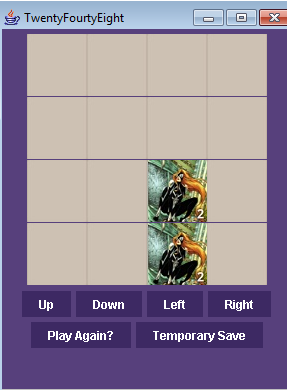 TwentyFourtyEight
2
2
Up Down Left Right
Play Again? Temporary Save